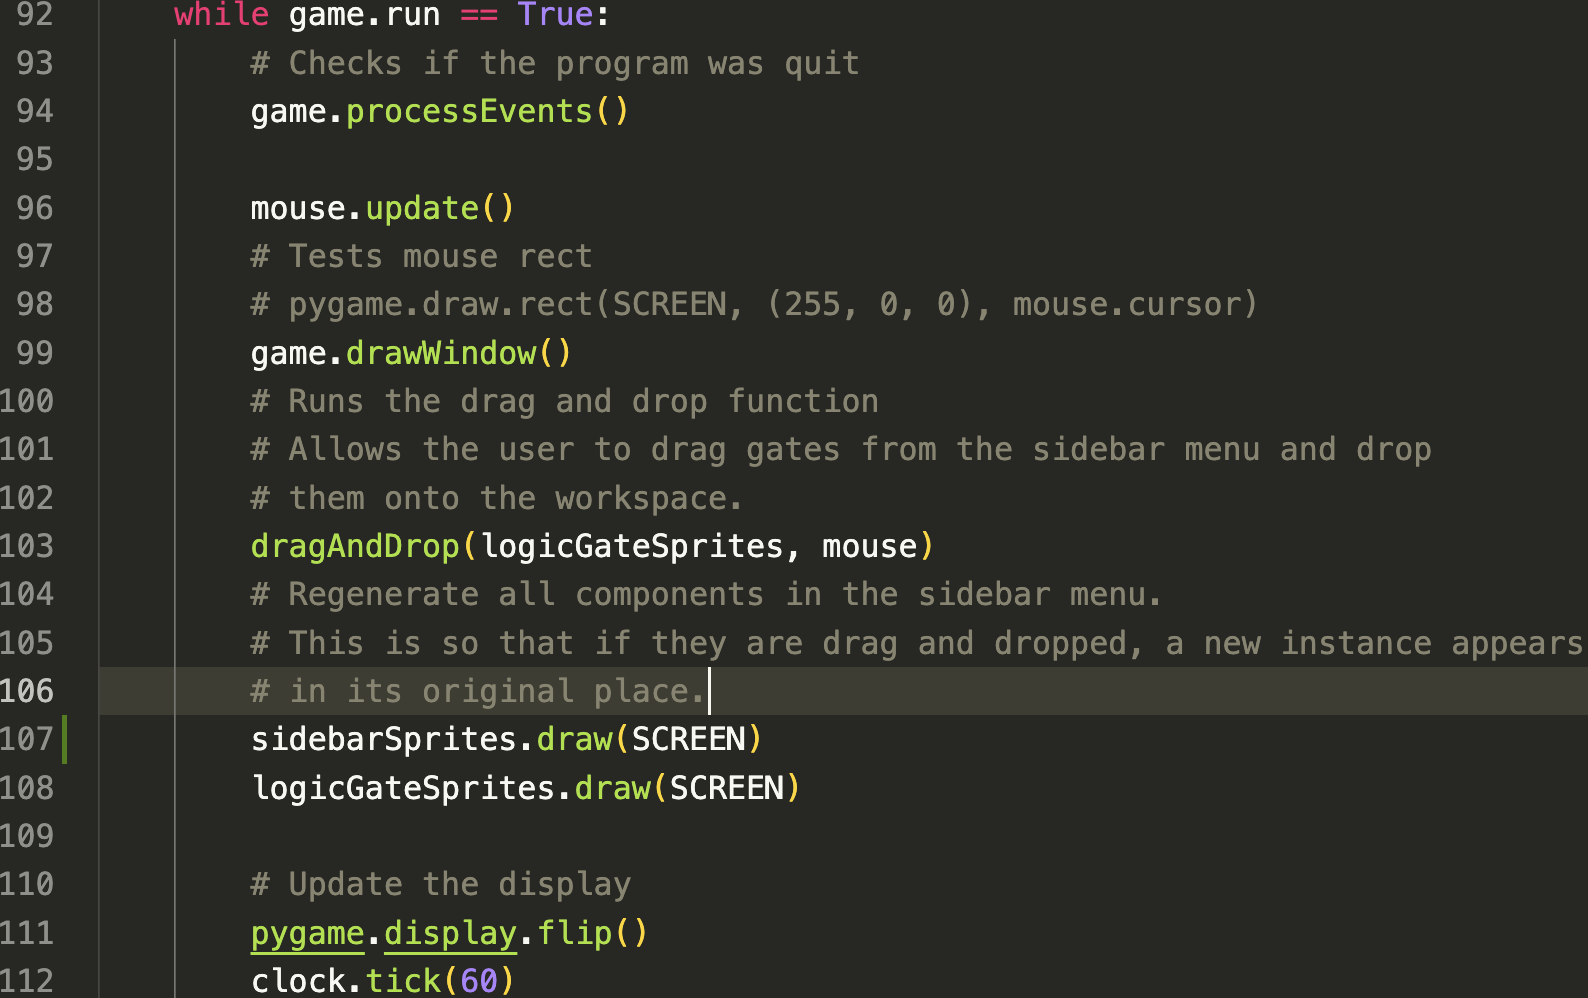 92 while game.run == True:
93 # Checks if the program was quit
94 game.processEvents()
95
96 mouse.update()
97 # Tests mouse rect
98 # pygame.draw.rect(SCREEN, (255, 0, 0), mouse.cursor)
99 game.drawWindow()
100 # Runs the drag and drop function
101 # Allows the user to drag gates from the sidebar menu and drop
102 # them onto the workspace.
103 dragAndDrop(logicGateSprites, mouse)
104 # Regenerate all components in the sidebar menu.
105 # This is so that if they are drag and dropped, a new instance appears
106 # in its original place.
107 sidebarSprites.draw(SCREEN)
108 logicGateSprites.draw(SCREEN)
109
110 # Update the display
111 pygame.display.flip()
112 clock.tick(60)